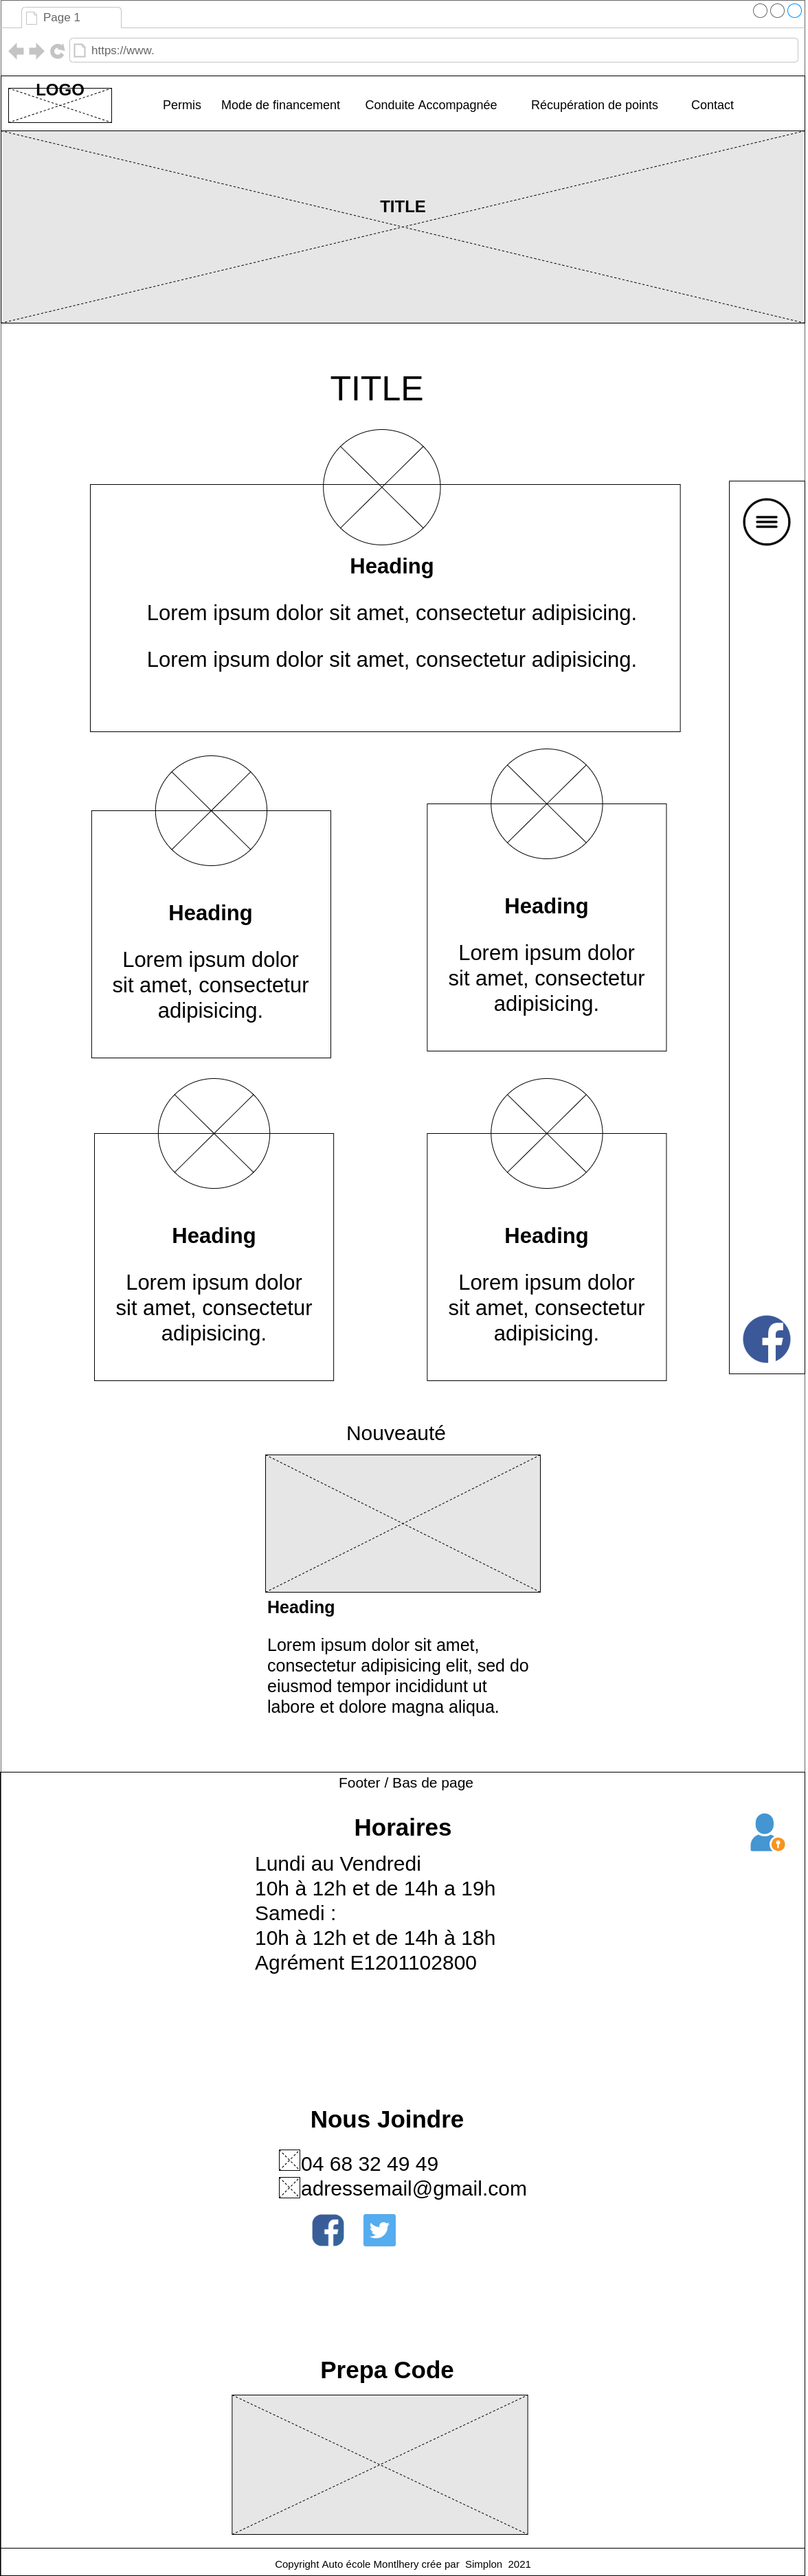 Page 1
https://www.
LOGO
Permis Mode de financement Conduite Accompagnée Récupération de points Contact
TITLE
TITLE
Heading
Lorem ipsum dolor sit amet, consectetur adipisicing.
Lorem ipsum dolor sit amet, consectetur adipisicing.
Heading
Lorem ipsum dolor
sit amet, consectetur
adipisicing.
Heading
Lorem ipsum dolor
sit amet, consectetur
adipisicing.
Heading
Lorem ipsum dolor
sit amet, consectetur
adipisicing.
Heading
Lorem ipsum dolor
sit amet, consectetur
adipisicing.
Nouveauté
Heading
Lorem ipsum dolor sit amet,
consectetur adipisicing elit, sed do
eiusmod tempor incididunt ut
labore et dolore magna aliqua.
Footer / Bas de page
Horaires
Lundi au Vendredi
10h à 12h et de 14h a 19h
Samedi :
10h à 12h et de 14h à 18h
Agrément E1201102800
Nous Joindre
04 68 32 49 49
adressemail@gmail.com
Prepa Code
Copyright Auto école Montlhery crée par Simplon 2021